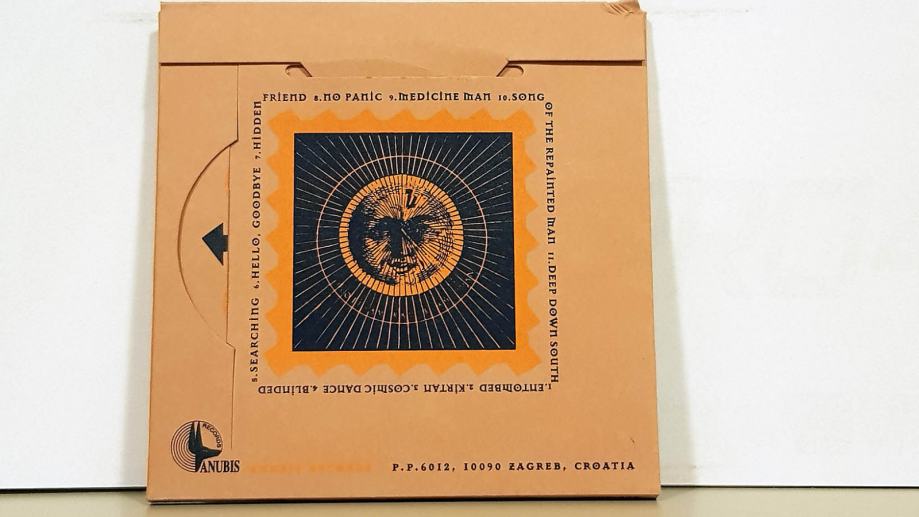 1.ENTOMBED 2.KIRTAN 3.COSMIC DANCE 4.BLINDED
5.SEARCHING 6.HELLO, GOODBYE 7.HIDDEN
FRIEND 8.NO PANIC 9.MEDICINE MAN 10.SONG
OF THE REPAINTED MAN 11.DEEP DOWN SOUTH
RECORDS
ANUBIS
P.P.6012, 10090 ZAGREB, CROATIA